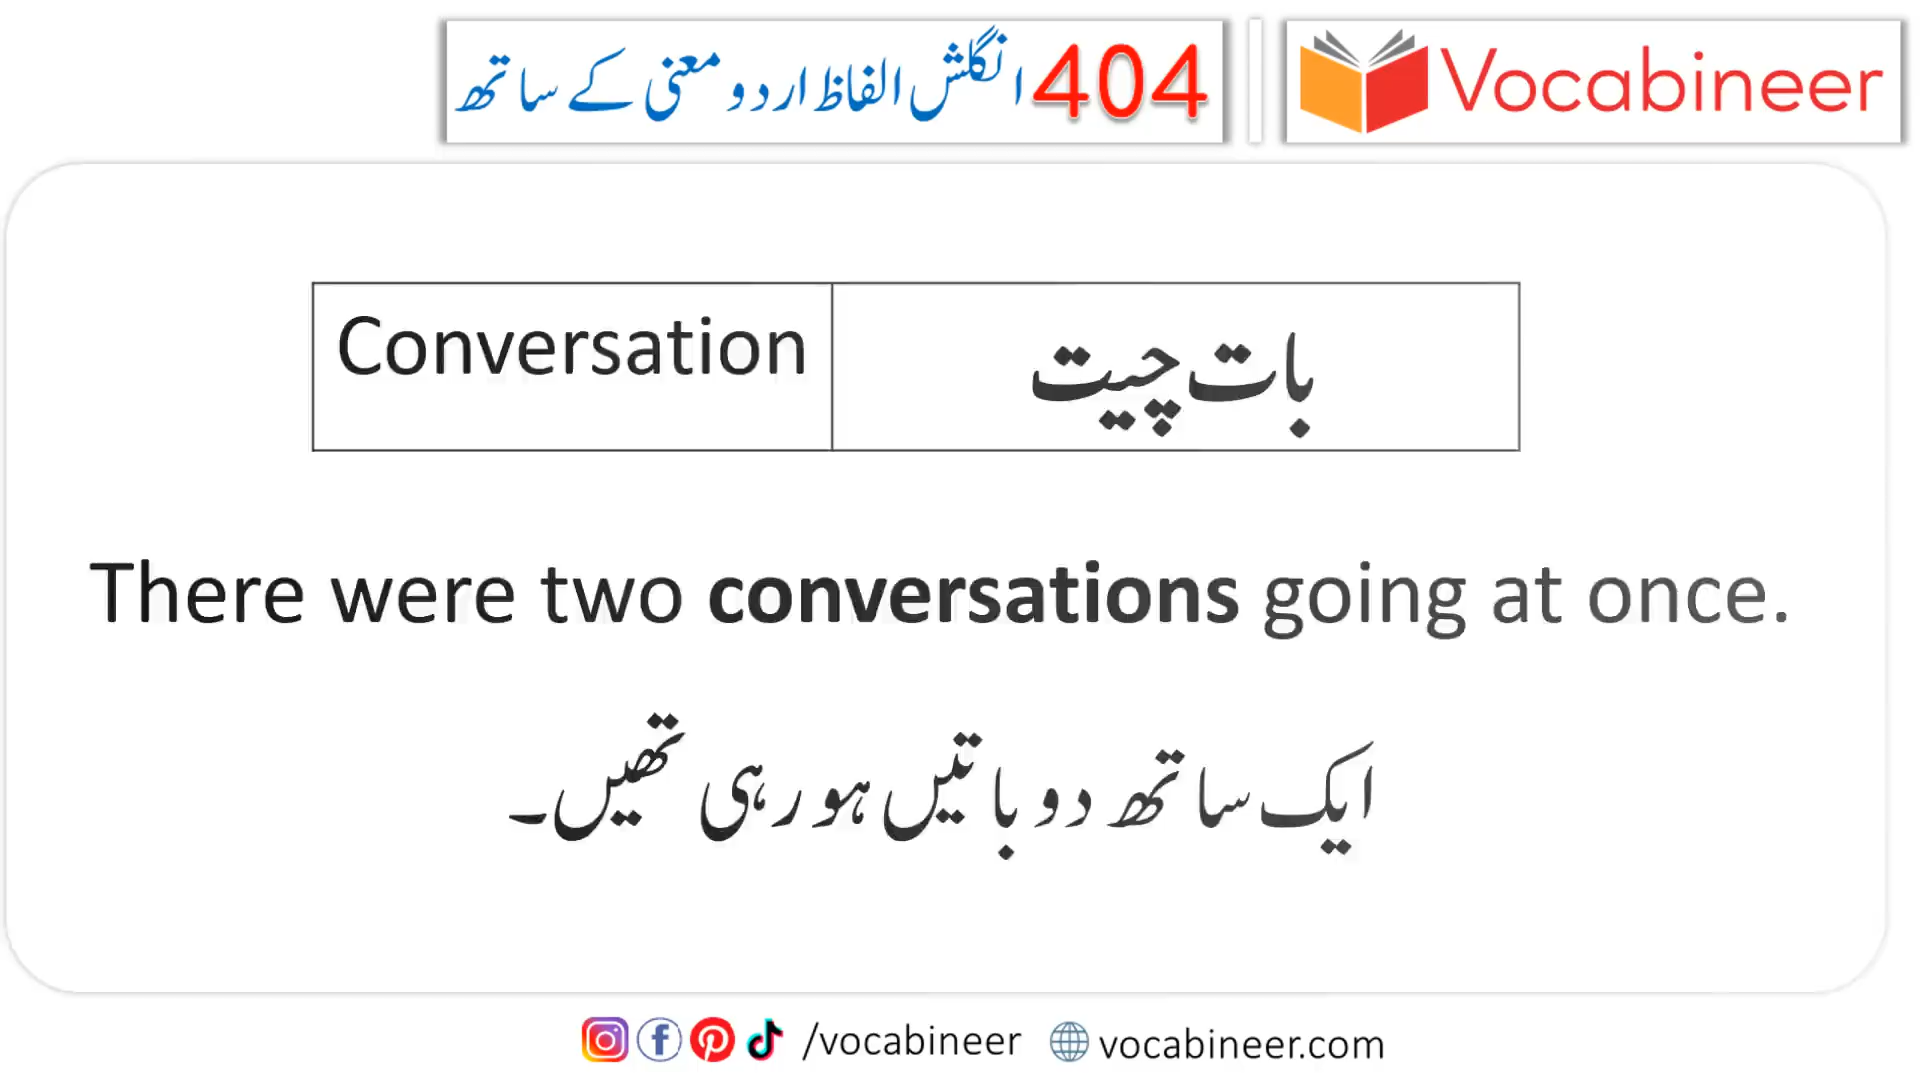 404 انگلش الفاظ اردو معنی کے ساتھ
Vocabineer
Conversation
بات چیت
There were two conversations going at once.
ایک ساتھ دو باتیں ہو رہی تھیں۔
/vocabineer
vocabineer.com